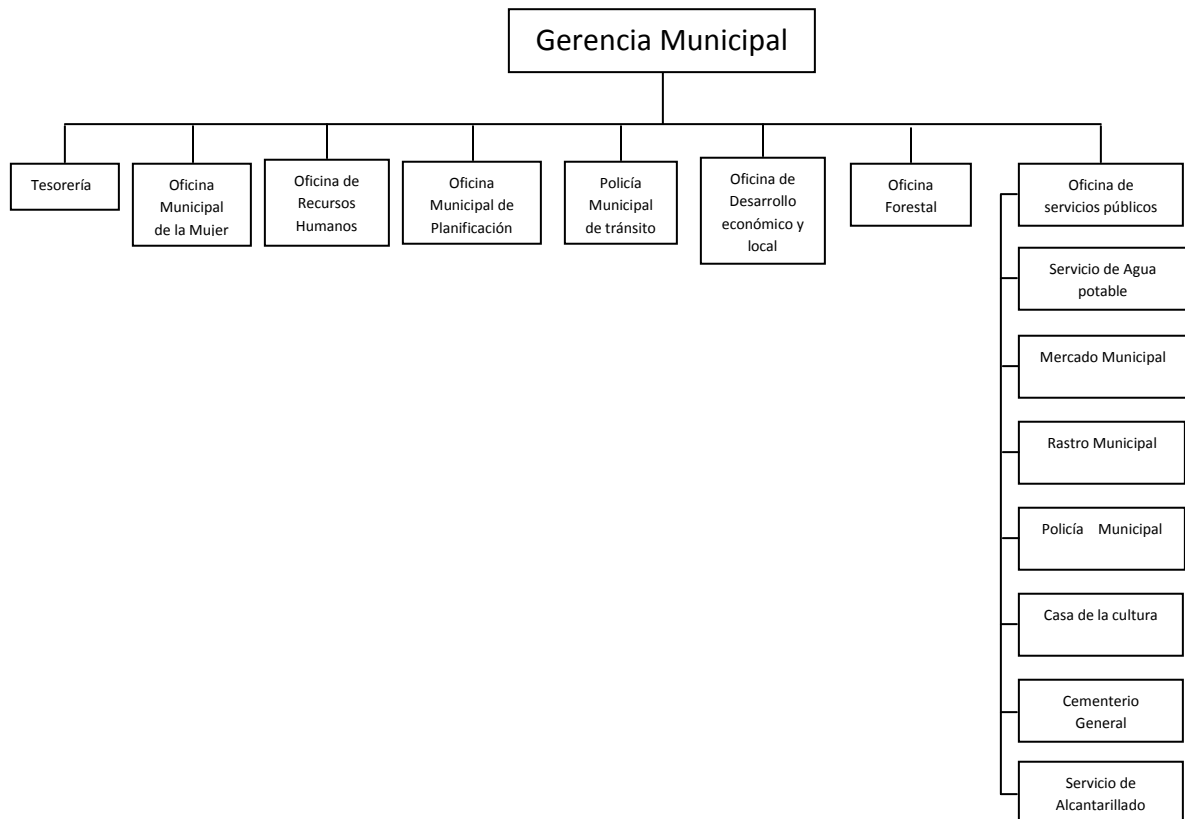 Gerencia Municipal
Tesorería
Oficina
Municipal
de la Mujer
Oficina de
Recursos
Humanos
Oficina
Municipal de
Planificación
Policía
Municipal
de tránsito
Oficina de
Desarrollo
económico y
local
Oficina
Forestal
Oficina de
servicios públicos
Servicio de Agua
potable
Mercado Municipal
Rastro Municipal
Policía Municipal
Casa de la cultura
Cementerio
General
Servicio de
Alcantarillado